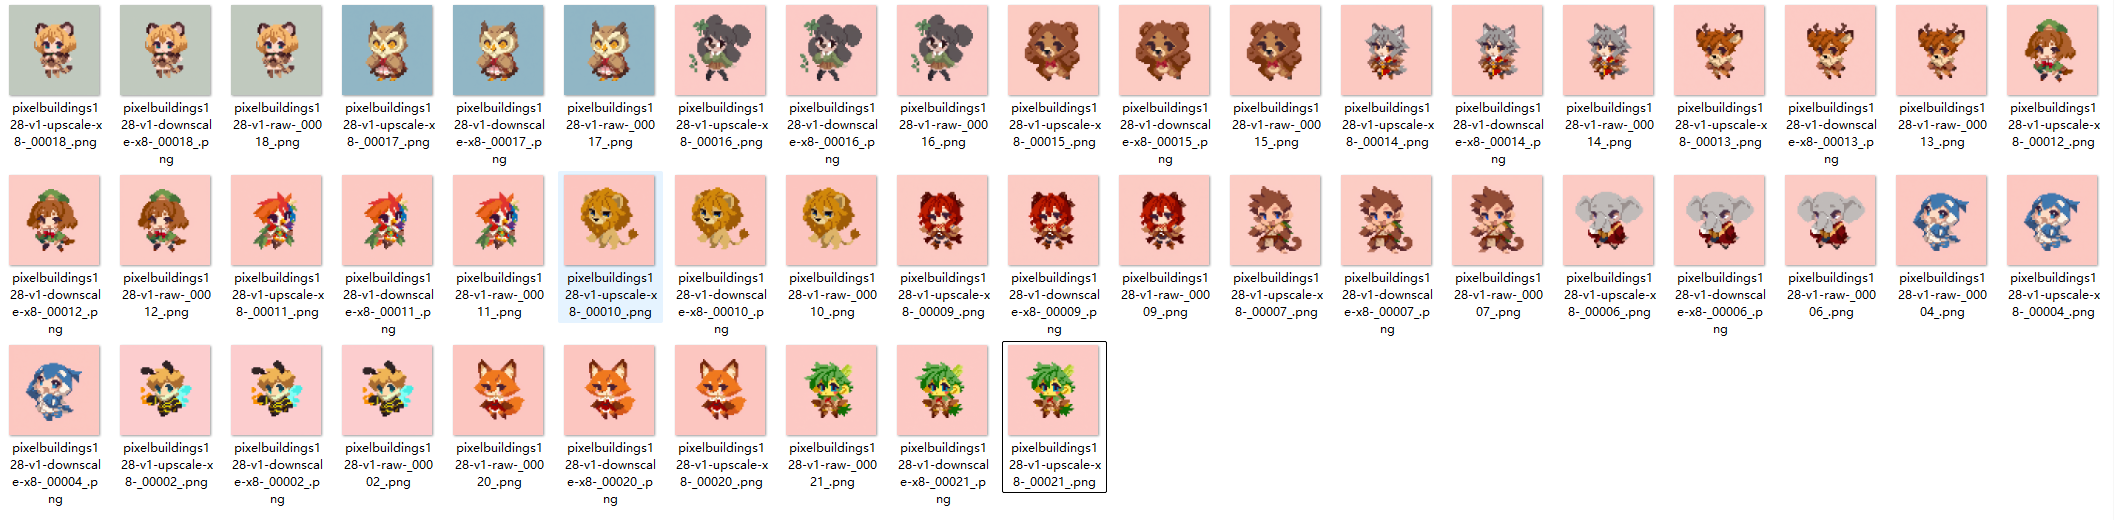 pixelbuildings1
28-v1-upscale-x
8-_00018_.png
pixelbuildings1
28-v1-downscal
e-x8-_00018_.p
ng
pixelbuildings1
28-v1-raw-_000
18_.png
pixelbuildings1
28-v1-upscale-x
8-_00017_.png
pixelbuildings1
28-v1-downscal
e-x8-_00017_.p
ng
pixelbuildings1
28-v1-raw-_000
17_.png
pixelbuildings1
28-v1-upscale-x
8-_00016_.png
pixelbuildings1
28-v1-downscal
e-x8-_00016_.p
ng
pixelbuildings1
28-v1-raw-_000
16_.png
pixelbuildings1
28-v1-upscale-x
8-_00015_.png
pixelbuildings1
28-v1-downscal
e-x8-_00015_.p
ng
pixelbuildings1
28-v1-raw-_000
15_.png
pixelbuildings1
28-v1-upscale-x
8-_00014_.png
pixelbuildings1
28-v1-downscal
e-x8-_00014_.p
ng
pixelbuildings1
28-v1-raw-_000
14_.png
pixelbuildings1
28-v1-upscale-x
8-_00013_.png
pixelbuildings1
28-v1-downscal
e-x8-_00013_.p
ng
pixelbuildings1
28-v1-raw-_000
13_.png
pixelbuildings1
28-v1-upscale-x
8-_00012_.png
pixelbuildings1
28-v1-downscal
e-x8-_00012_.p
ng
pixelbuildings1
28-v1-raw-_000
12_.png
pixelbuildings1
28-v1-upscale-x
8-_00011_.png
pixelbuildings1
28-v1-downscal
e-x8-_00011_.p
ng
pixelbuildings1
28-v1-raw-_000
11_.png
pixelbuildings1
28-v1-upscale-x
8-_00010_.png
pixelbuildings1
28-v1-downscal
e-x8-_00010_.p
ng
pixelbuildings1
28-v1-raw-_000
10_.png
pixelbuildings1
28-v1-upscale-x
8-_00009_.png
pixelbuildings1
28-v1-downscal
e-x8-_00009_.p
ng
pixelbuildings1
28-v1-raw-_000
09_.png
pixelbuildings1
28-v1-upscale-x
8-_00007_.png
pixelbuildings1
28-v1-downscal
e-x8-_00007_.p
ng
pixelbuildings1
28-v1-raw-_000
07_.png
pixelbuildings1
28-v1-upscale-x
8-_00006_.png
pixelbuildings1
28-v1-downscal
e-x8-_00006_.p
ng
pixelbuildings1
28-v1-raw-_000
06_.png
pixelbuildings1
28-v1-raw-_000
04_.png
pixelbuildings1
28-v1-upscale-x
8-_00004_.png
pixelbuildings1
28-v1-downscal
e-x8-_00004_.p
ng
pixelbuildings1
28-v1-upscale-x
8-_00002_.png
pixelbuildings1
28-v1-downscal
e-x8-_00002_.p
ng
pixelbuildings1
28-v1-raw-_000
02_.png
pixelbuildings1
28-v1-raw-_000
20_.png
pixelbuildings1
28-v1-downscal
e-x8-_00020_.p
ng
pixelbuildings1
28-v1-upscale-x
8-_00020_.png
pixelbuildings1
28-v1-raw-_000
21_.png
pixelbuildings1
28-v1-downscal
e-x8-_00021_.p
ng
pixelbuildings1
28-v1-upscale-x
8-_00021_.png